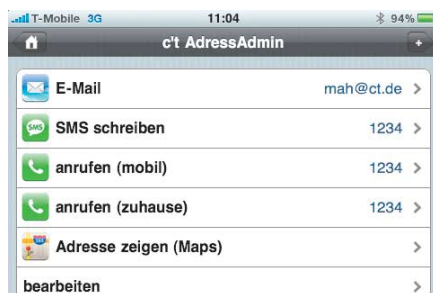 T-Mobile 3G 11:04 94%
c't AdressAdmin +
E-Mail mah@ct.de
SMS SMS schreiben 1234
anrufen (mobil) 1234
anrufen (zuhause) 1234
Adresse zeigen (Maps)
bearbeiten